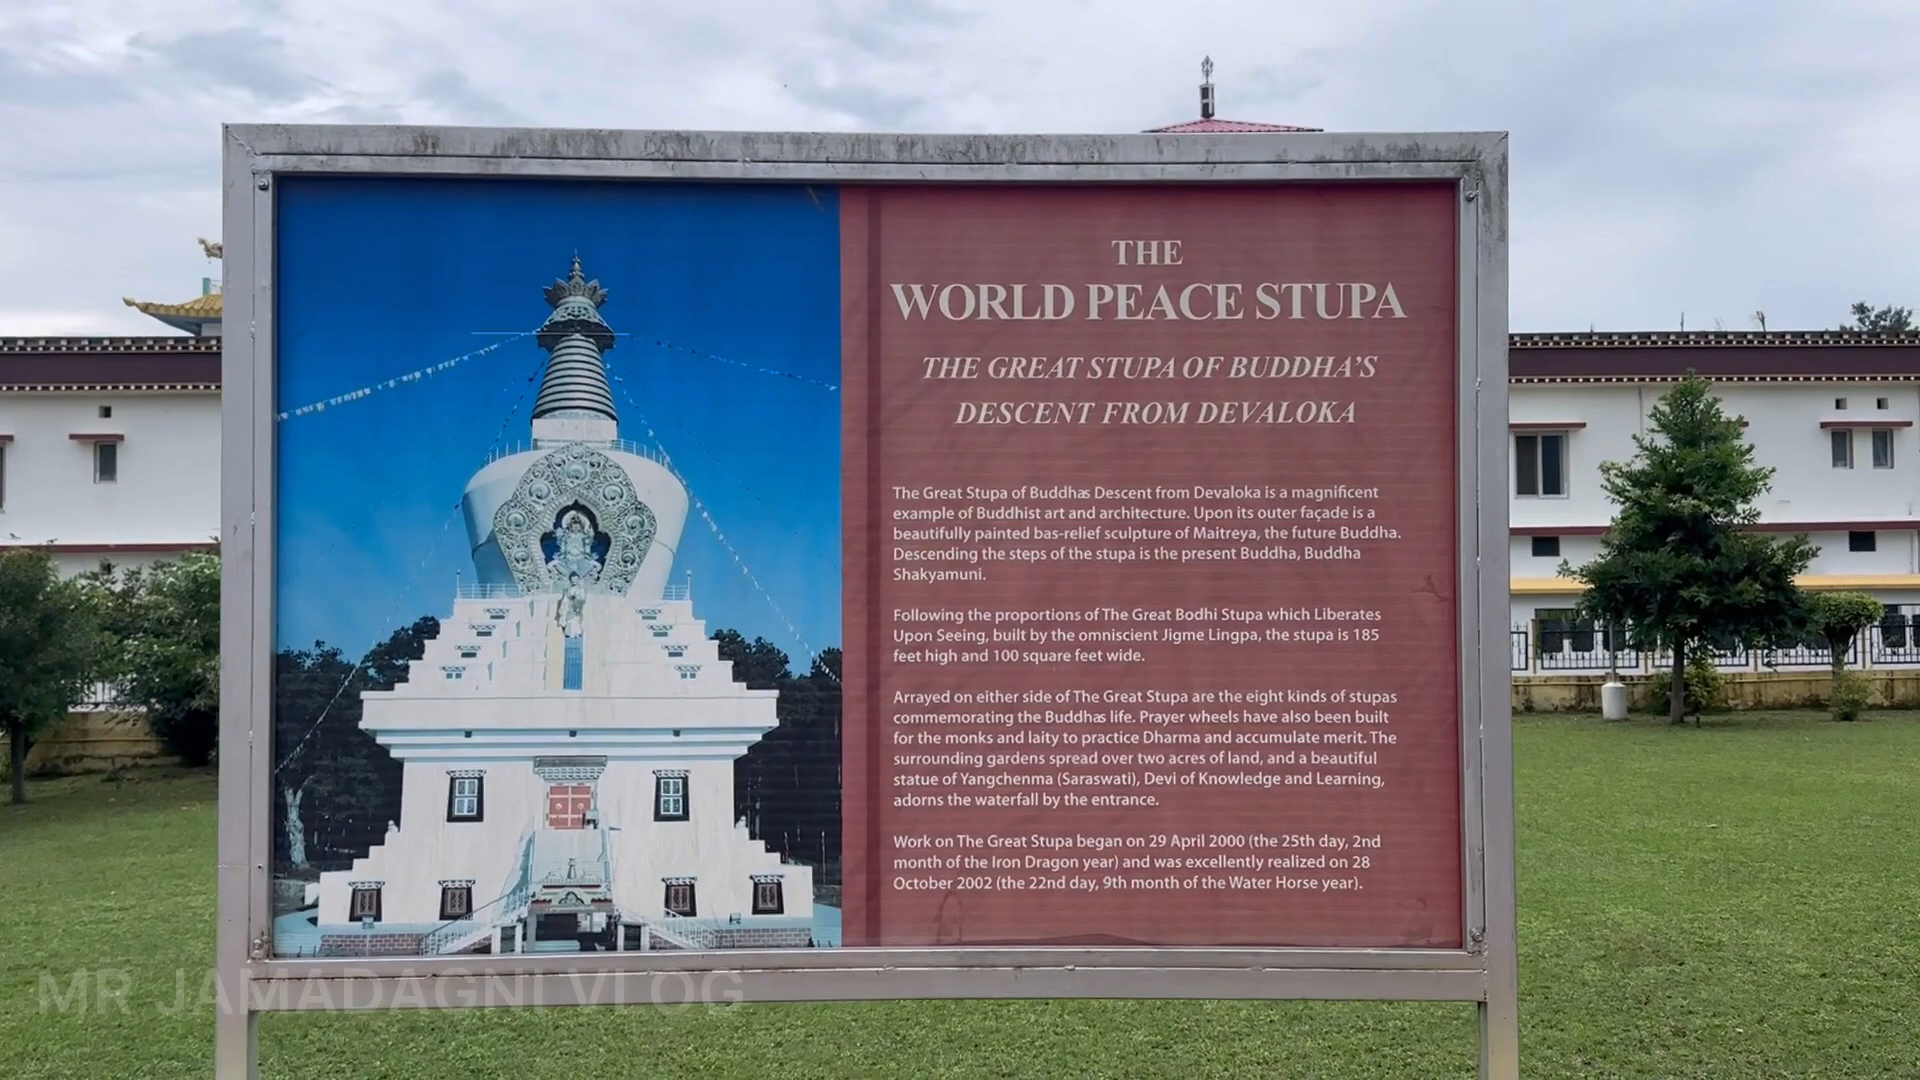 THE
WORLD PEACE STUPA
THE GREAT STUPA OF BUDDHA'S
DESCENT FROM DEVALOKA
The Great Stupa of Buddhas Descent from Devaloka is a magnificent
example of Buddhist art and architecture. Upon its outer façade is a
beautifully painted bas-relief sculpture of Maitreya, the future Buddha.
Descending the steps of the stupa is the present Buddha, Buddha
Shakyamuni.
Following the proportions of The Great Bodhi Stupa which Liberates
Upon Seeing, built by the omniscient Jigme Lingpa, the stupa is 185
feet high and 100 square feet wide.
Arrayed on either side of The Great Stupa are the eight kinds of stupas
commemorating the Buddhas life. Prayer wheels have also been built
for the monks and laity to practice Dharma and accumulate merit. The
surrounding gardens spread over two acres of land, and a beautiful
statue of Yangchenma (Saraswati), Devi of Knowledge and Learning,
adorns the waterfall by the entrance.
Work on The Great Stupa began on 29 April 2000 (the 25th day, 2nd
month of the Iron Dragon year) and was excellently realized on 28
October 2002 (the 22nd day, 9th month of the Water Horse year).
MR JAMADAGNI VLOG